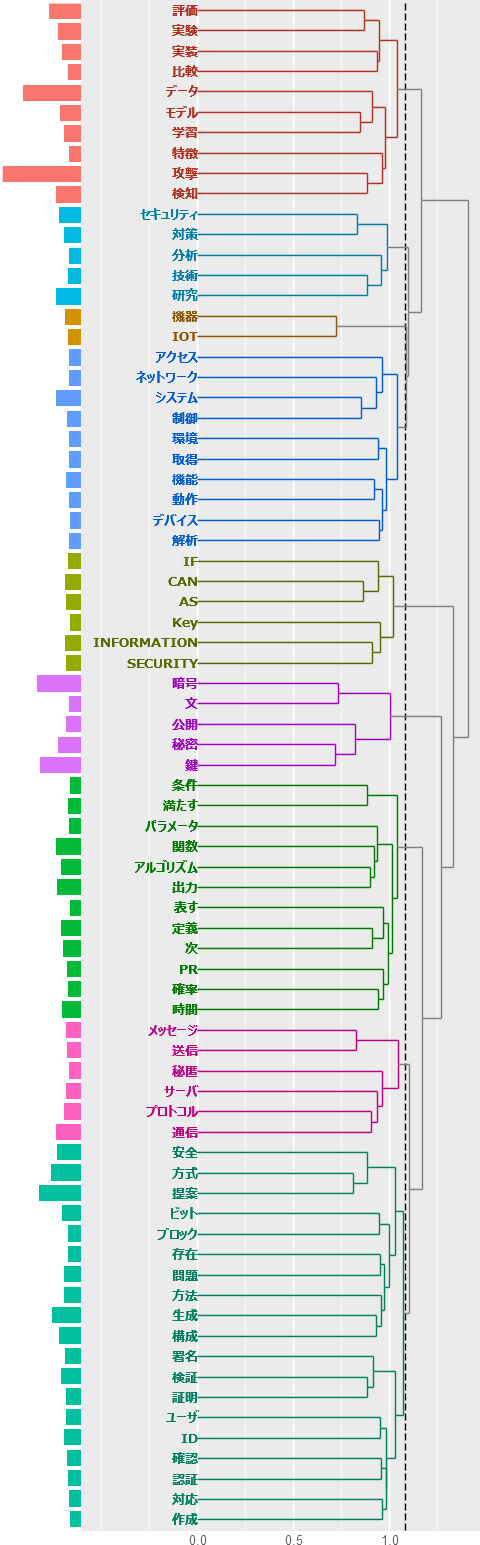 評価
実験
実装
比較
データ
モデル
学習
特徴
攻撃
検知
セキュリティ
対策
分析
技術
研究
機器
IOT
アクセス
ネットワーク
システム
制御
環境
取得
機能
動作
デバイス
解析
IF
CAN
AS
Key
INFORMATION
SECURITY
暗号
文
公開
秘密
鍵
条件
満たす
パラメータ
関数
アルゴリズム
出力
表す
定義
次
PR
確率
時間
メッセージ
送信
秘匿
サーバ
プロトコル
通信
安全
方式
提案
ビット
ブロック
存在
問題
方法
生成
構成
署名
検証
証明
ユーザ
ID
確認
認証
対応
作成
0.0 0.5 1.0